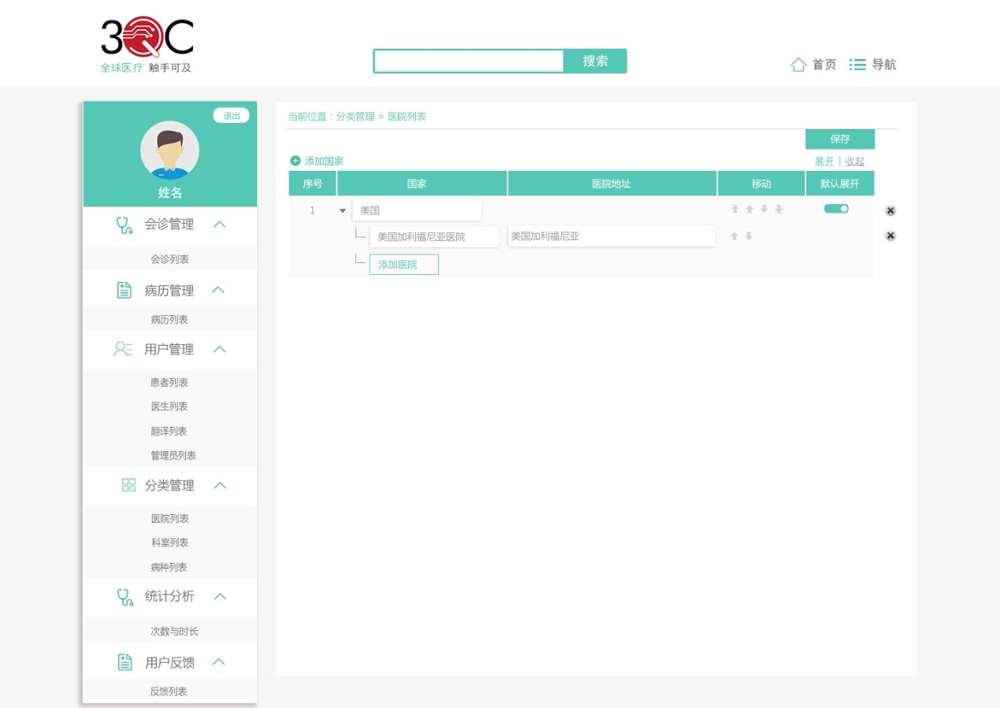 3QC
全球医疗 触手可及
搜索
首页 导航
退出
姓名
会诊管理
会诊列表
病历管理
病历列表
用户管理
患者列表
医生列表
翻译列表
管理员列表
分类管理
医院列表
科室列表
病种列表
统计分析
次数与时长
用户反馈
反馈列表
当前位置：分类管理 > 医院列表
保存
添加国家 展开 | 收起
序号 国家 医院地址 移动 默认展开
1 美国
美国加利福尼亚医院 美国加利福尼亚
添加医院